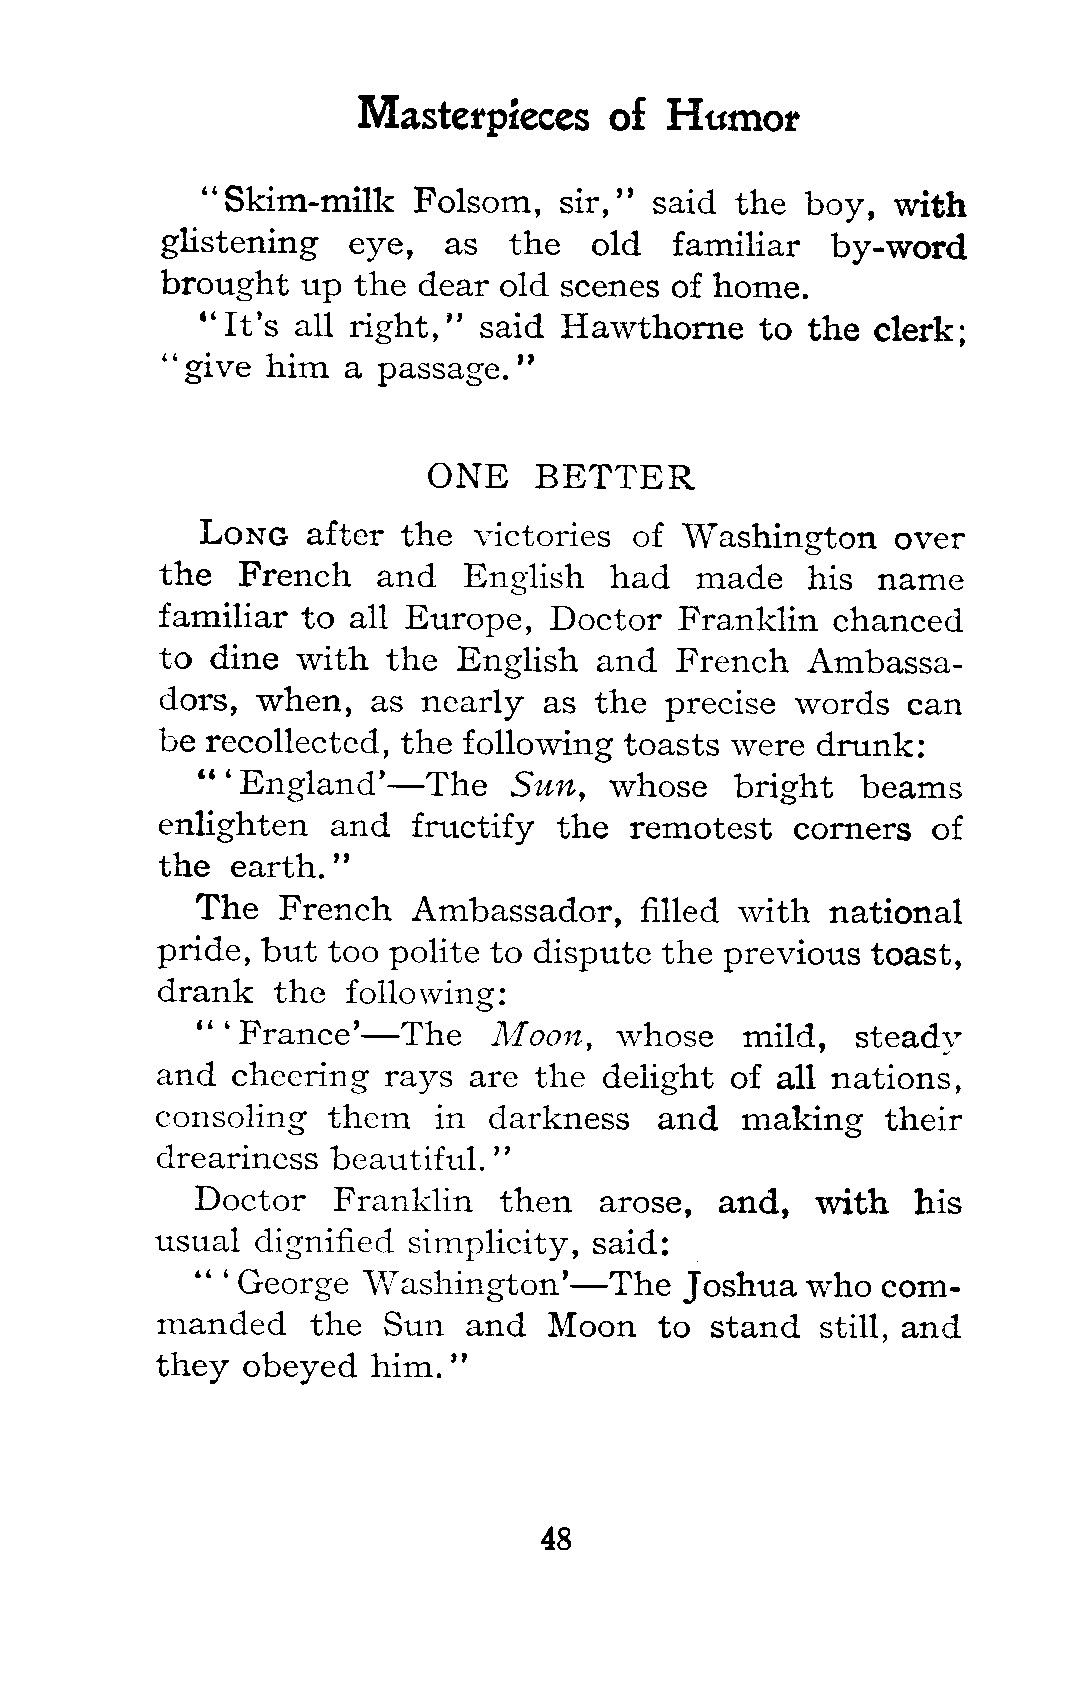 Masterpieces of Humor
"Skim-milk Folsom, sir," said the boy, with
glistening eye, as the old familiar by-word
brought up the dear old scenes of home.
"It's all right," said Hawthorne to the clerk;
"give him a passage."
ONE BETTER
LONG after the victories of Washington over
the French and English had made his name
familiar to all Europe, Doctor Franklin chanced
to dine with the English and French Ambassa-
dors, when, as nearly as the precise words can
be recollected, the following toasts were drunk:
"'England'—The Sun, whose bright beams
enlighten and fructify the remotest corners of
the earth."
The French Ambassador, filled with national
pride, but too polite to dispute the previous toast,
drank the following:
"'France'—The Moon, whose mild, steady
and cheering rays are the delight of all nations,
consoling them in darkness and making their
dreariness beautiful."
Doctor Franklin then arose, and, with his
usual dignified simplicity, said:
"'George Washington'—The Joshua who com-
manded the Sun and Moon to stand still, and
they obeyed him."
48